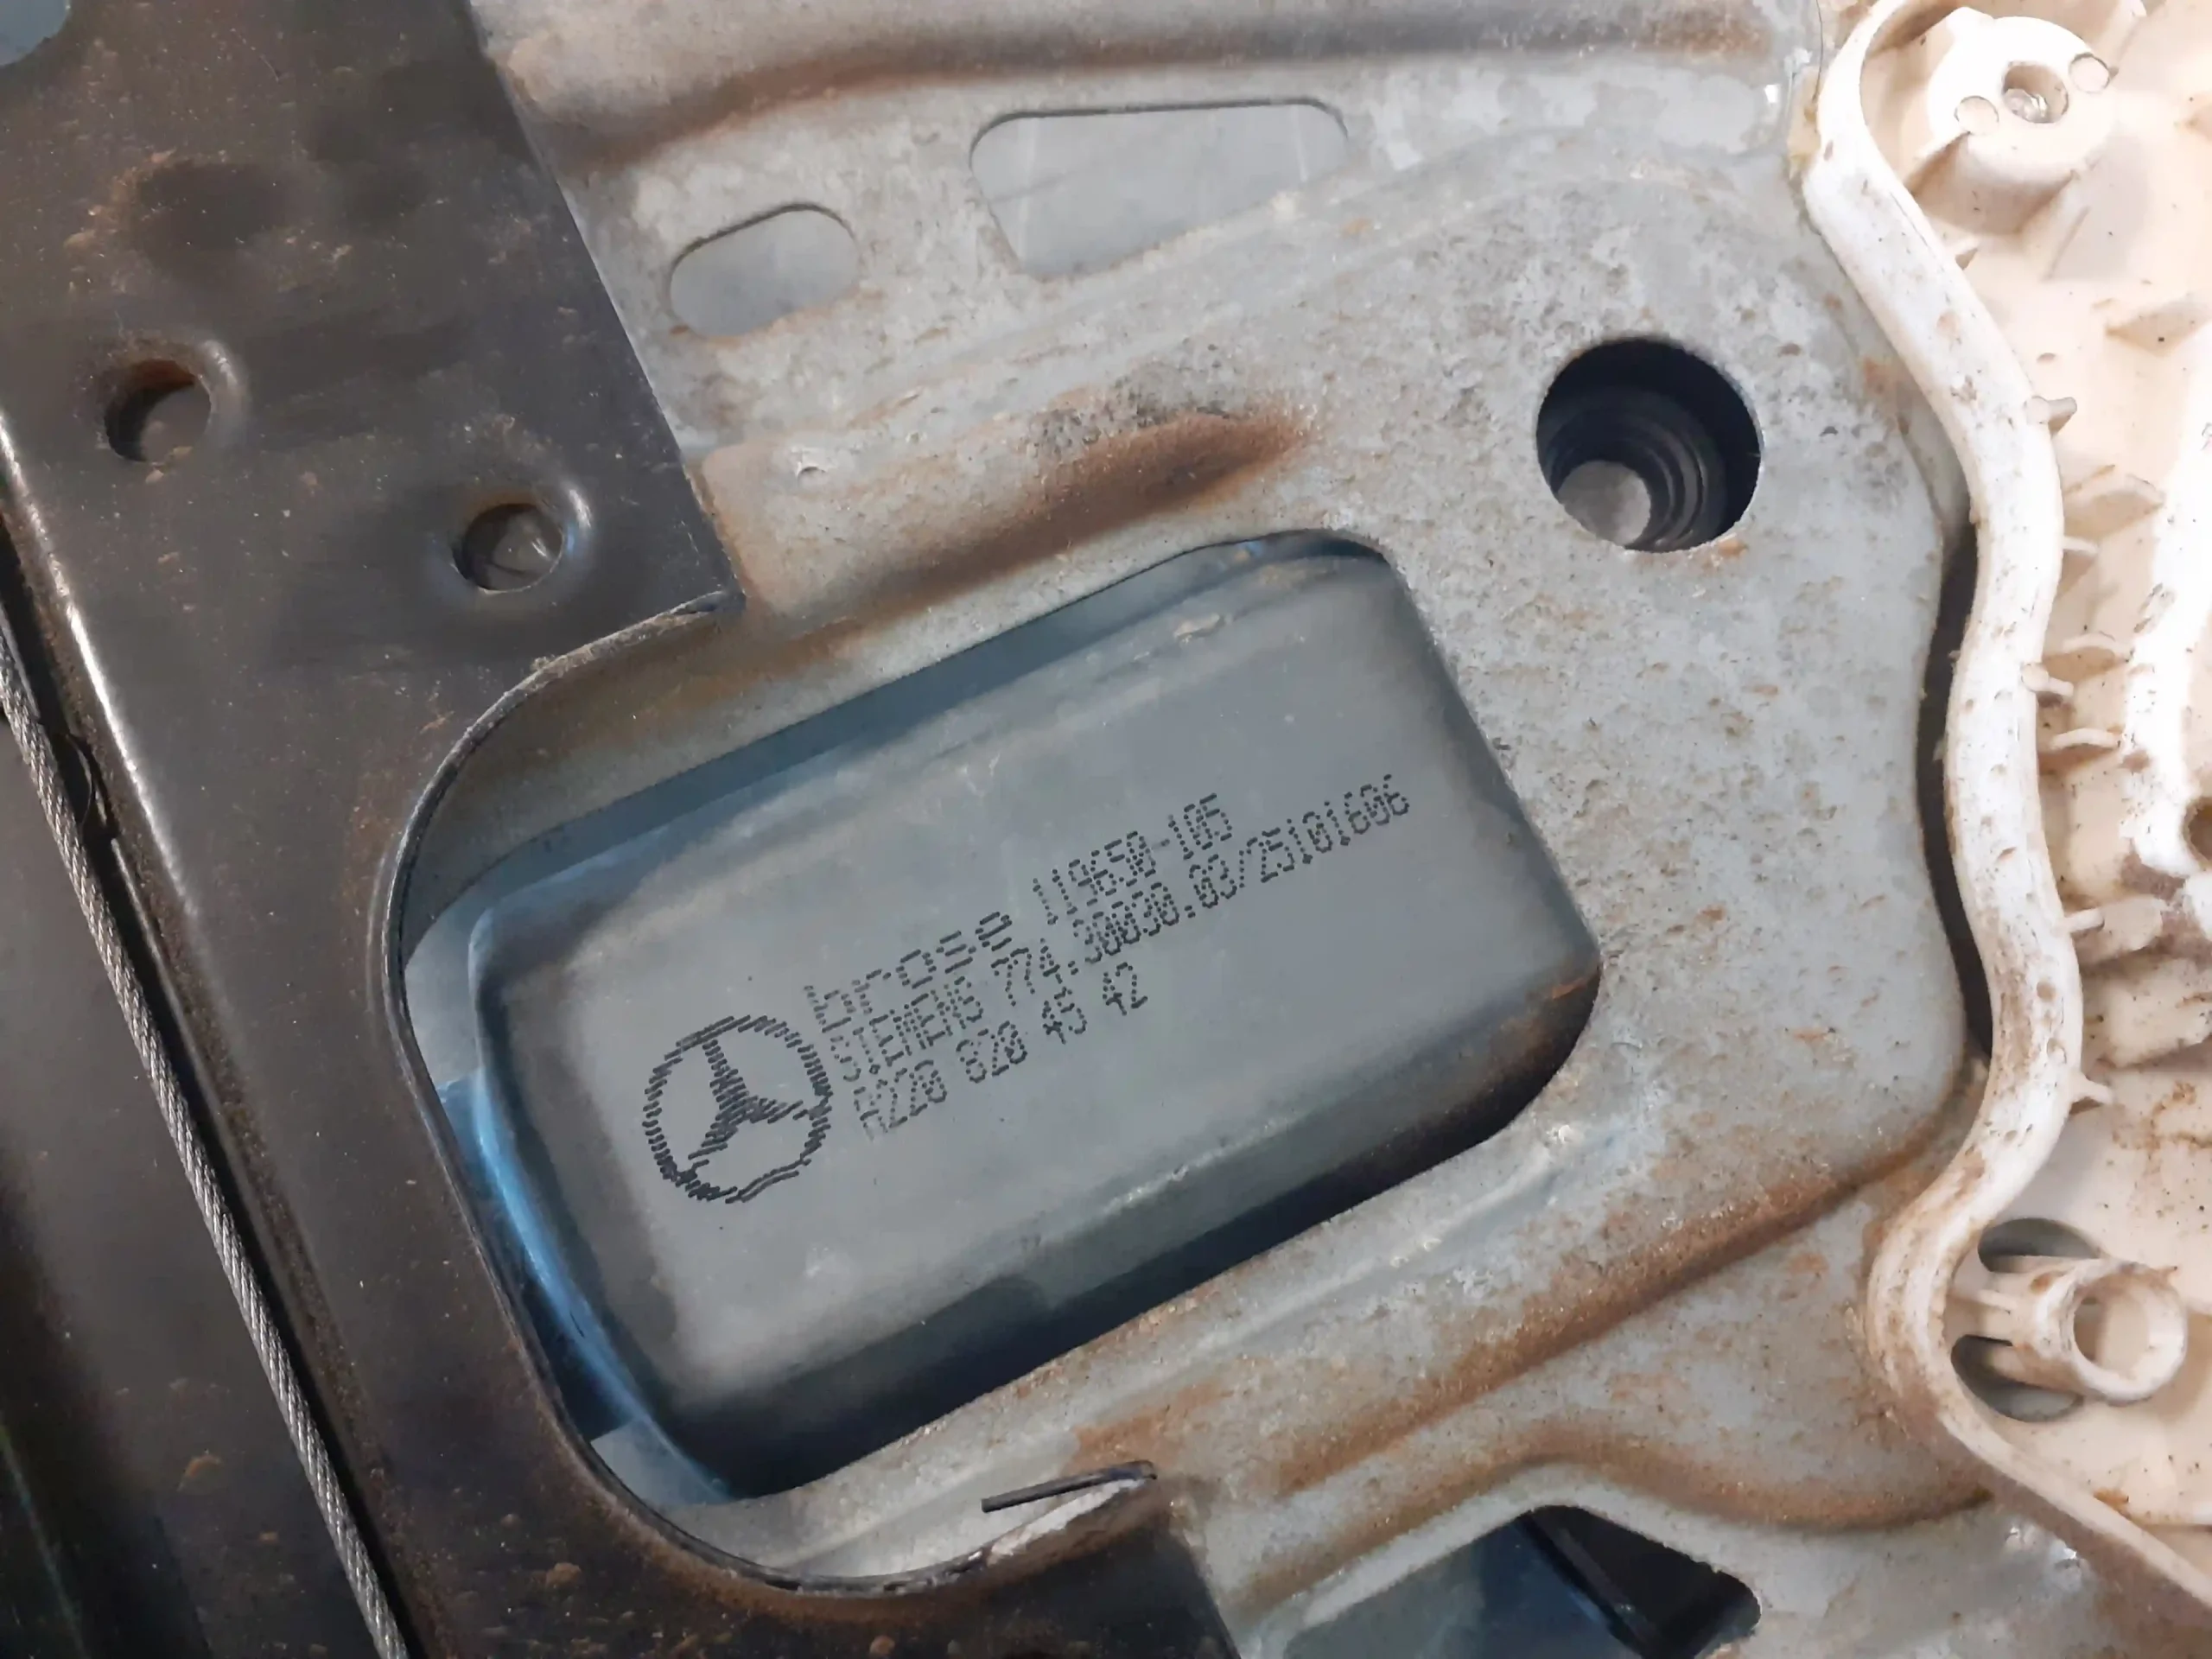 brose 119650-105
SIEMENS 774.30030.03/25101606
A220 820 45 42